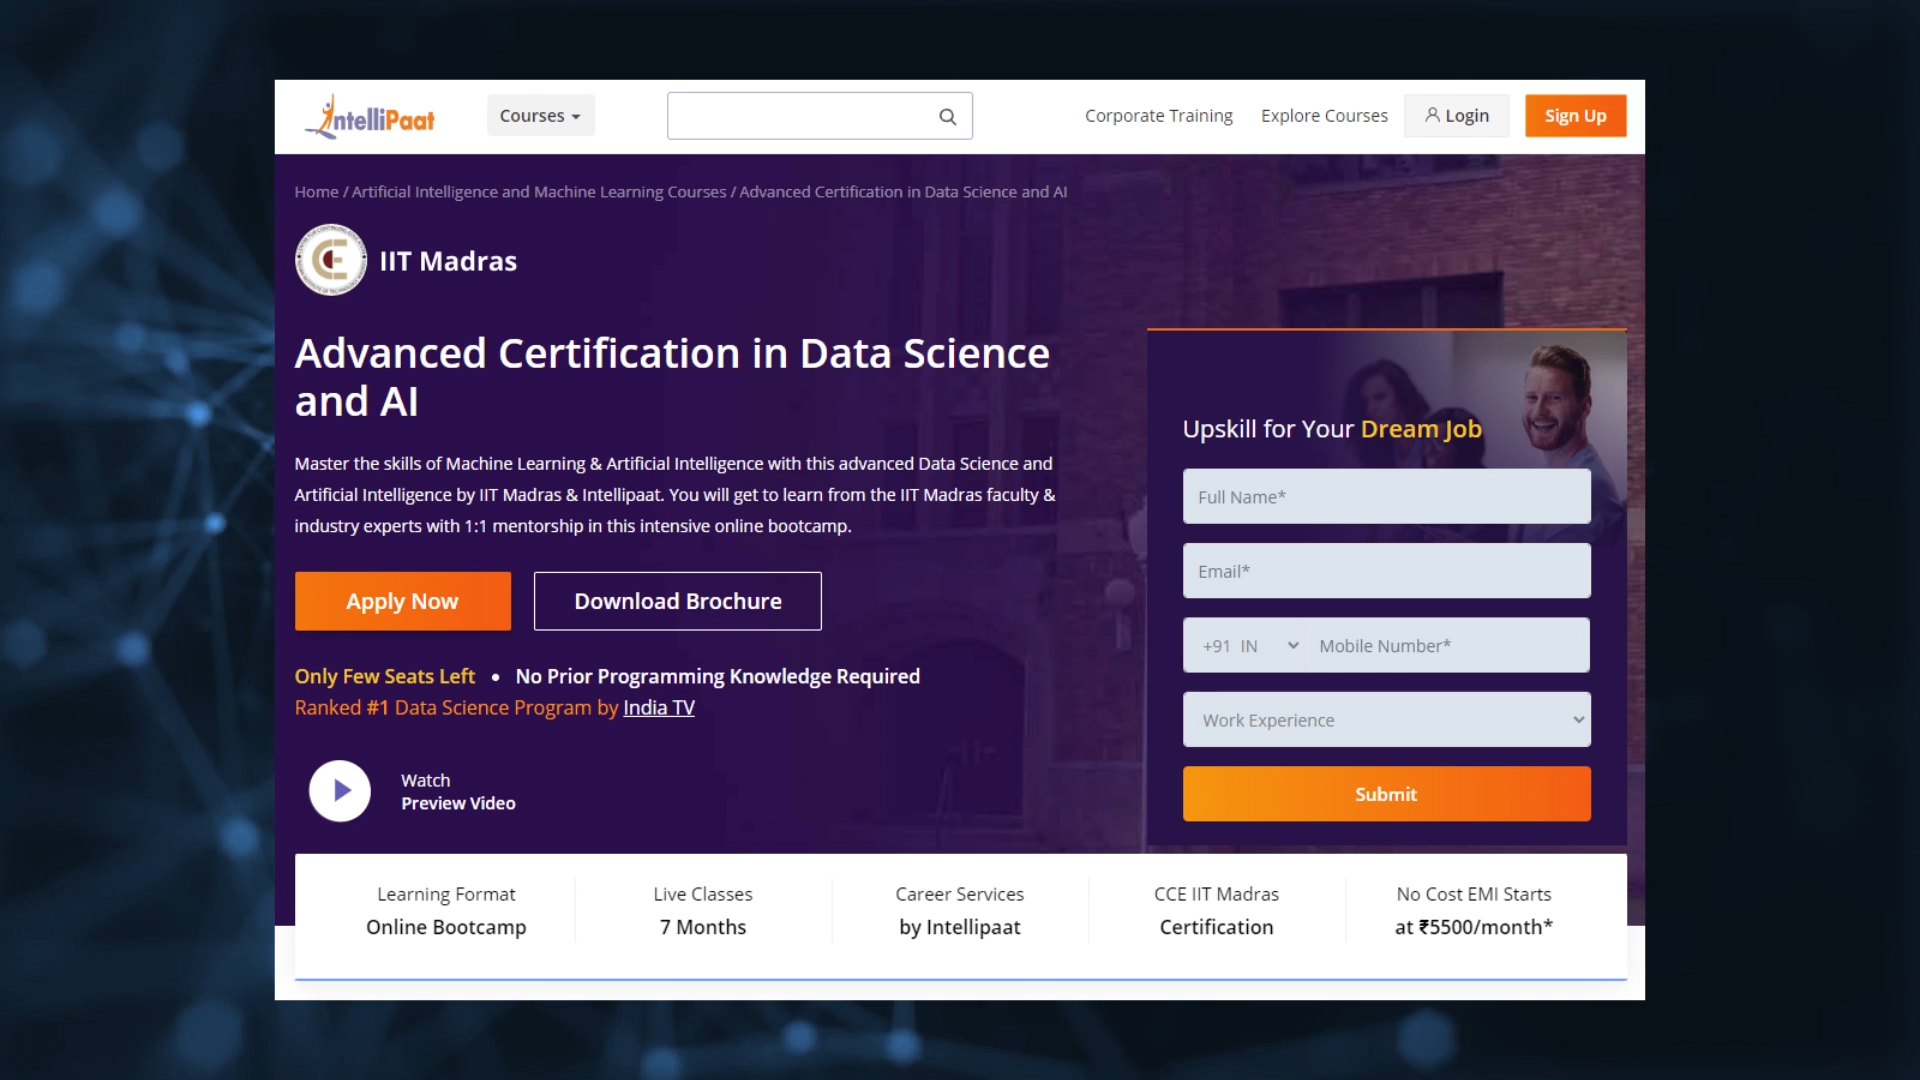 IntelliPaat
Courses
Corporate Training
Explore Courses
Login
Sign Up
Home / Artificial Intelligence and Machine Learning Courses / Advanced Certification in Data Science and AI
IIT Madras
Advanced Certification in Data Science
and AI
Master the skills of Machine Learning & Artificial Intelligence with this advanced Data Science and
Artificial Intelligence by IIT Madras & Intellipaat. You will get to learn from the IIT Madras faculty &
industry experts with 1:1 mentorship in this intensive online bootcamp.
Apply Now
Download Brochure
Only Few Seats Left • No Prior Programming Knowledge Required
Ranked #1 Data Science Program by India TV
Watch
Preview Video
Upskill for Your Dream Job
Full Name*
Email*
+91 IN
Mobile Number*
Work Experience
Submit
Learning Format
Online Bootcamp
Live Classes
7 Months
Career Services
by Intellipaat
CCE IIT Madras
Certification
No Cost EMI Starts
at ₹5500/month*